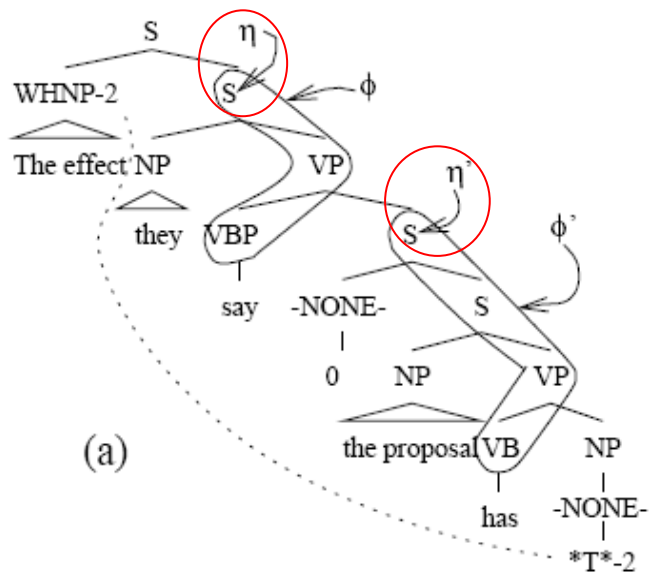 S η
WHNP-2 S φ
The effect NP VP η’
they VBP S φ’
say -NONE- S
0 NP VP
(a) the proposal VB NP
has -NONE-
*T*-2